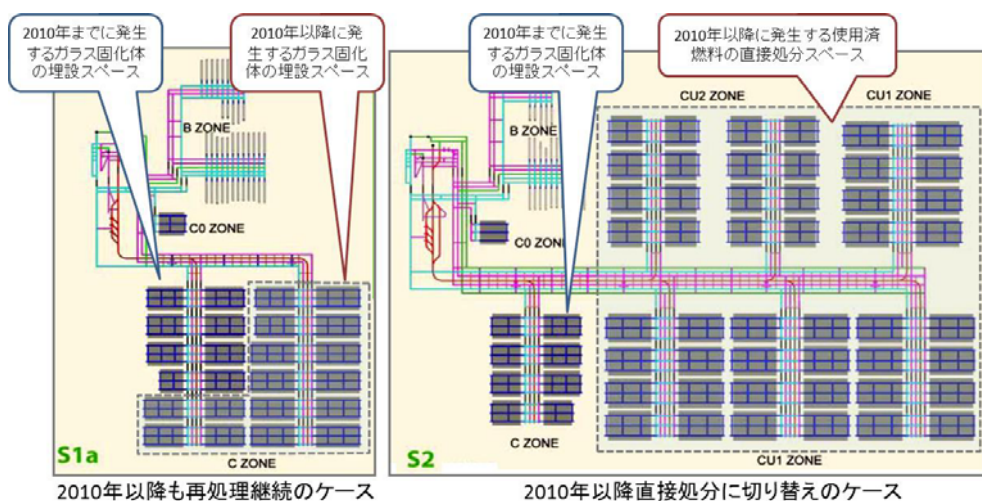 2010年までに発生
するガラス固化体
の埋設スペース
2010年以降に発
生するガラス固化
体の埋設スペース
B ZONE
C0 ZONE
C ZONE
S1a
2010年以降も再処理継続のケース
2010年までに発生
するガラス固化体
の埋設スペース
2010年以降に発生する使用済
燃料の直接処分スペース
CU2 ZONE
CU1 ZONE
B ZONE
C0 ZONE
C ZONE
CU1 ZONE
S2
2010年以降直接処分に切り替えのケース